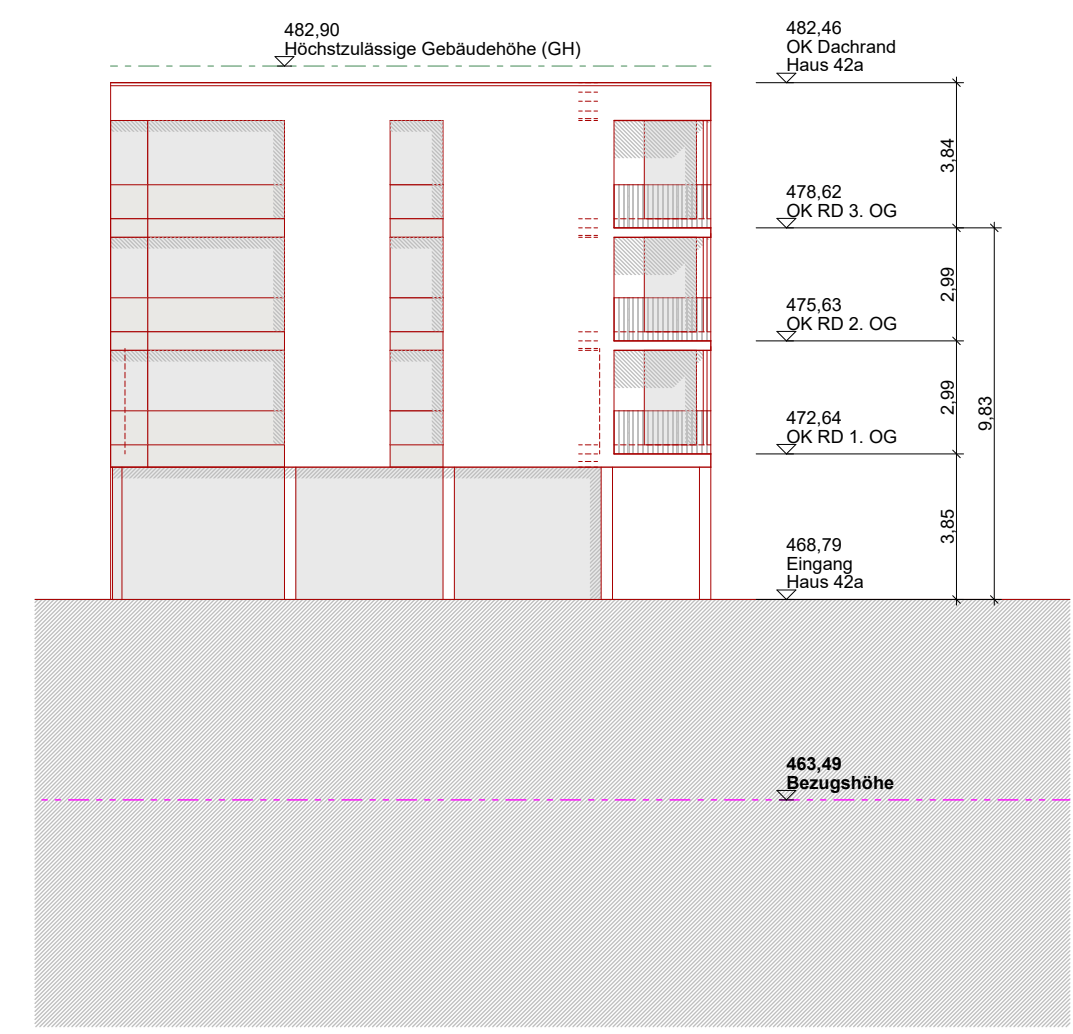 482,90
Höchstzulässige Gebäudehöhe (GH)
482,46
OK Dachrand
Haus 42a
3,84
478,62
OK RD 3. OG
2,99
475,63
OK RD 2. OG
2,99
9,83
472,64
OK RD 1. OG
3,85
468,79
Eingang
Haus 42a
463,49
Bezugshöhe